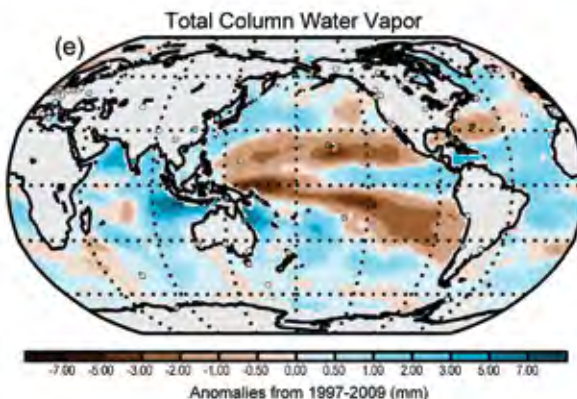 Total Column Water Vapor
(e)
-7.00 -5.00 -3.00 -2.00 -1.00 -0.50 0.00 0.50 1.00 2.00 3.00 5.00 7.00
Anomalies from 1997-2009 (mm)